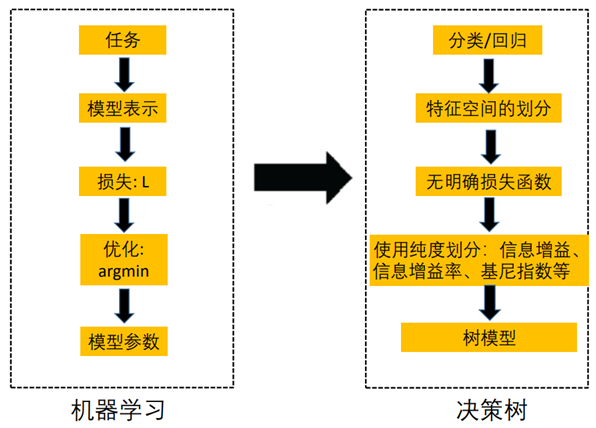 任务
模型表示
损失: L
优化:
argmin
模型参数
机器学习
分类/回归
特征空间的划分
无明确损失函数
使用纯度划分：信息增益、
信息增益率、基尼指数等
树模型
决策树